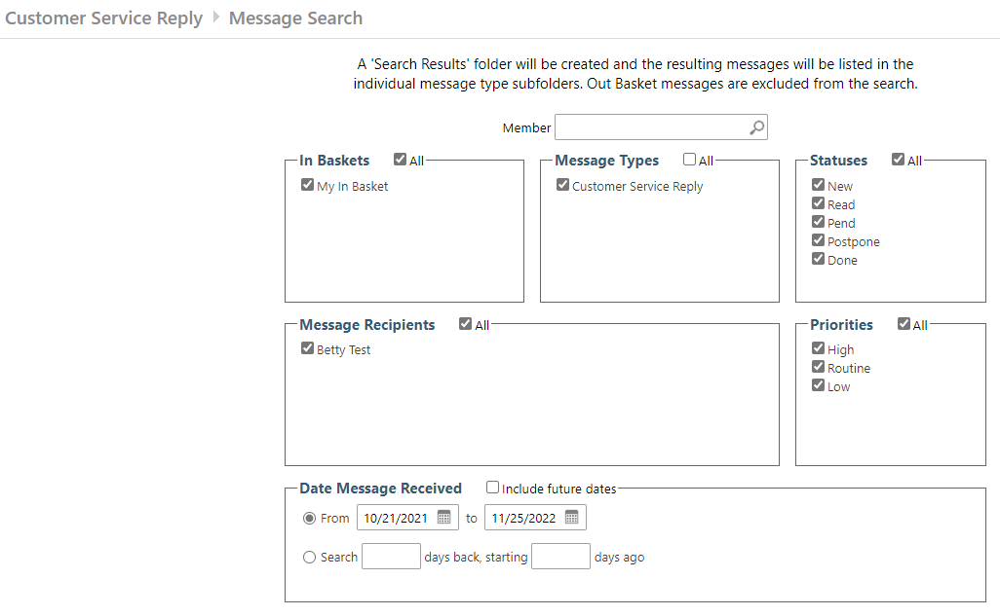 Customer Service Reply Message Search
A 'Search Results' folder will be created and the resulting messages will be listed in the
individual message type subfolders. Out Basket messages are excluded from the search.
Member
In Baskets All
My In Basket
Message Types All
Customer Service Reply
Statuses All
New
Read
Pend
Postpone
Done
Message Recipients All
Betty Test
Priorities All
High
Routine
Low
Date Message Received Include future dates
From 10/21/2021 to 11/25/2022
Search days back, starting days ago